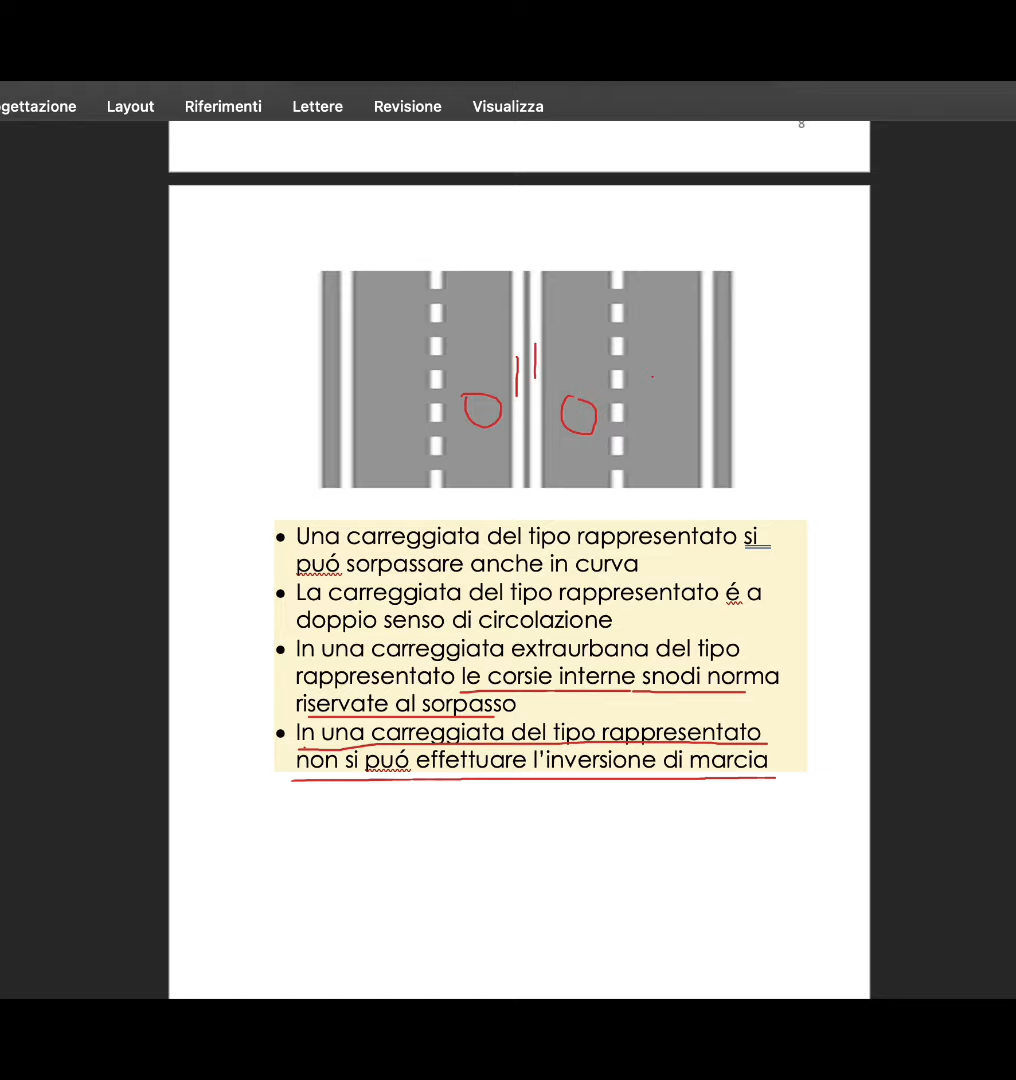 gettazione Layout Riferimenti Lettere Revisione Visualizza
8
• Una carreggiata del tipo rappresentato si
puó sorpassare anche in curva
• La carreggiata del tipo rappresentato é a
doppio senso di circolazione
• In una carreggiata extraurbana del tipo
rappresentato le corsie interne snodi norma
riservate al sorpasso
• In una carreggiata del tipo rappresentato
non si puó effettuare l’inversione di marcia